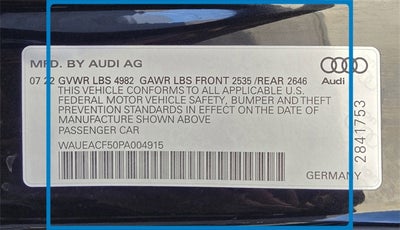 MFD. BY AUDI AG
07 22 GVWR LBS 4982 GAWR LBS FRONT 2535 /REAR 2646
THIS VEHICLE CONFORMS TO ALL APPLICABLE U.S.
FEDERAL MOTOR VEHICLE SAFETY, BUMPER AND THEFT
PREVENTION STANDARDS IN EFFECT ON THE DATE OF
MANUFACTURE SHOWN ABOVE
PASSENGER CAR
WAUEACF50PA004915
Audi
2841753
GERMANY